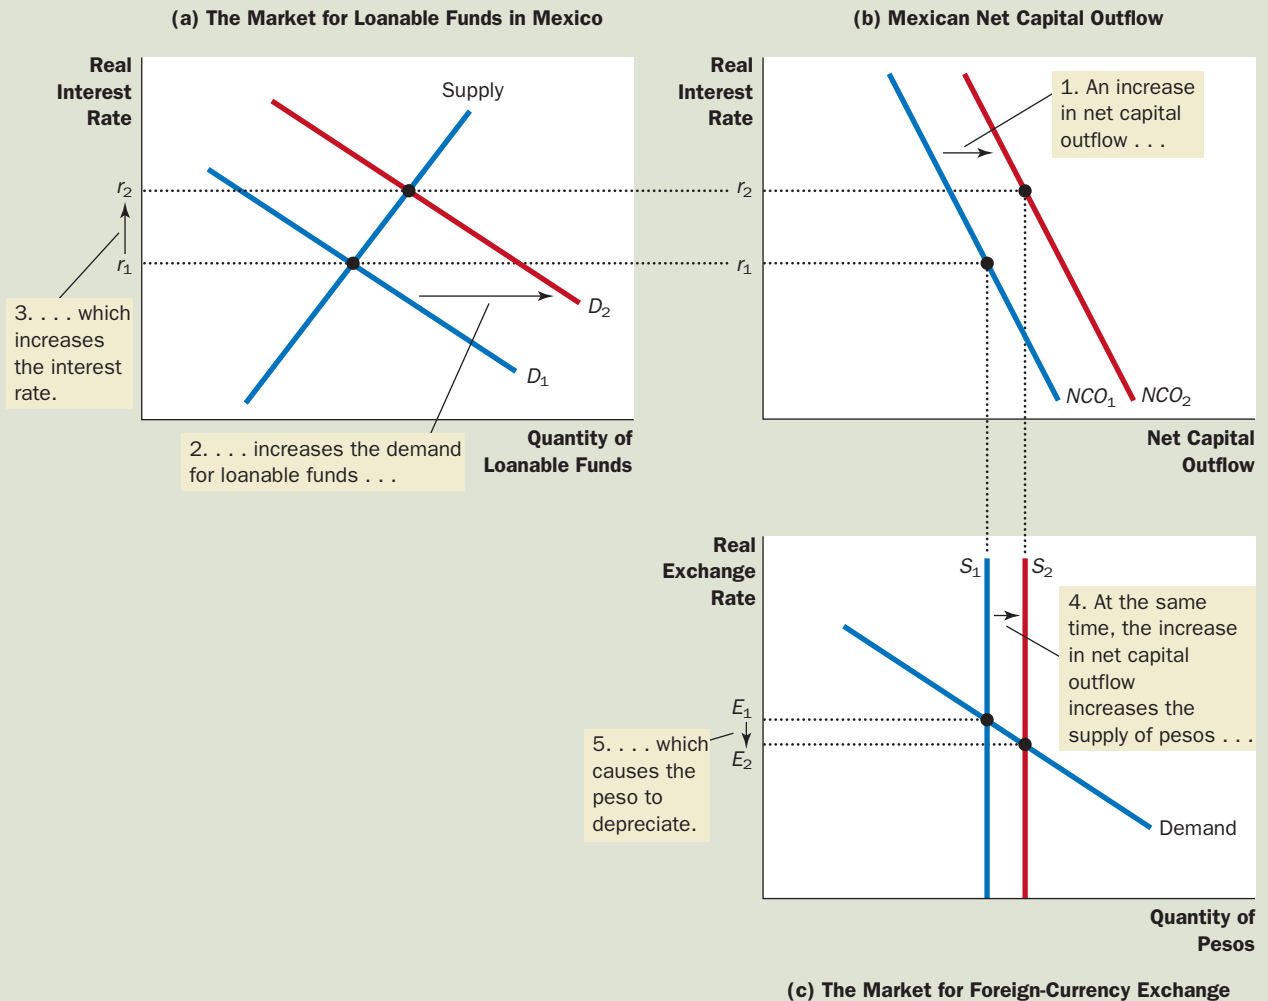 (a) The Market for Loanable Funds in Mexico
Real
Interest
Rate
Supply
r2
r1
3. . . . which
increases
the interest
rate.
D2
D1
2. . . . increases the demand
for loanable funds . . .
Quantity of
Loanable Funds
(b) Mexican Net Capital Outflow
Real
Interest
Rate
1. An increase
in net capital
outflow . . .
r2
r1
NCO1
NCO2
Net Capital
Outflow
Real
Exchange
Rate
S1
S2
4. At the same
time, the increase
in net capital
outflow
increases the
supply of pesos . . .
E1
E2
5. . . . which
causes the
peso to
depreciate.
Demand
Quantity of
Pesos
(c) The Market for Foreign-Currency Exchange